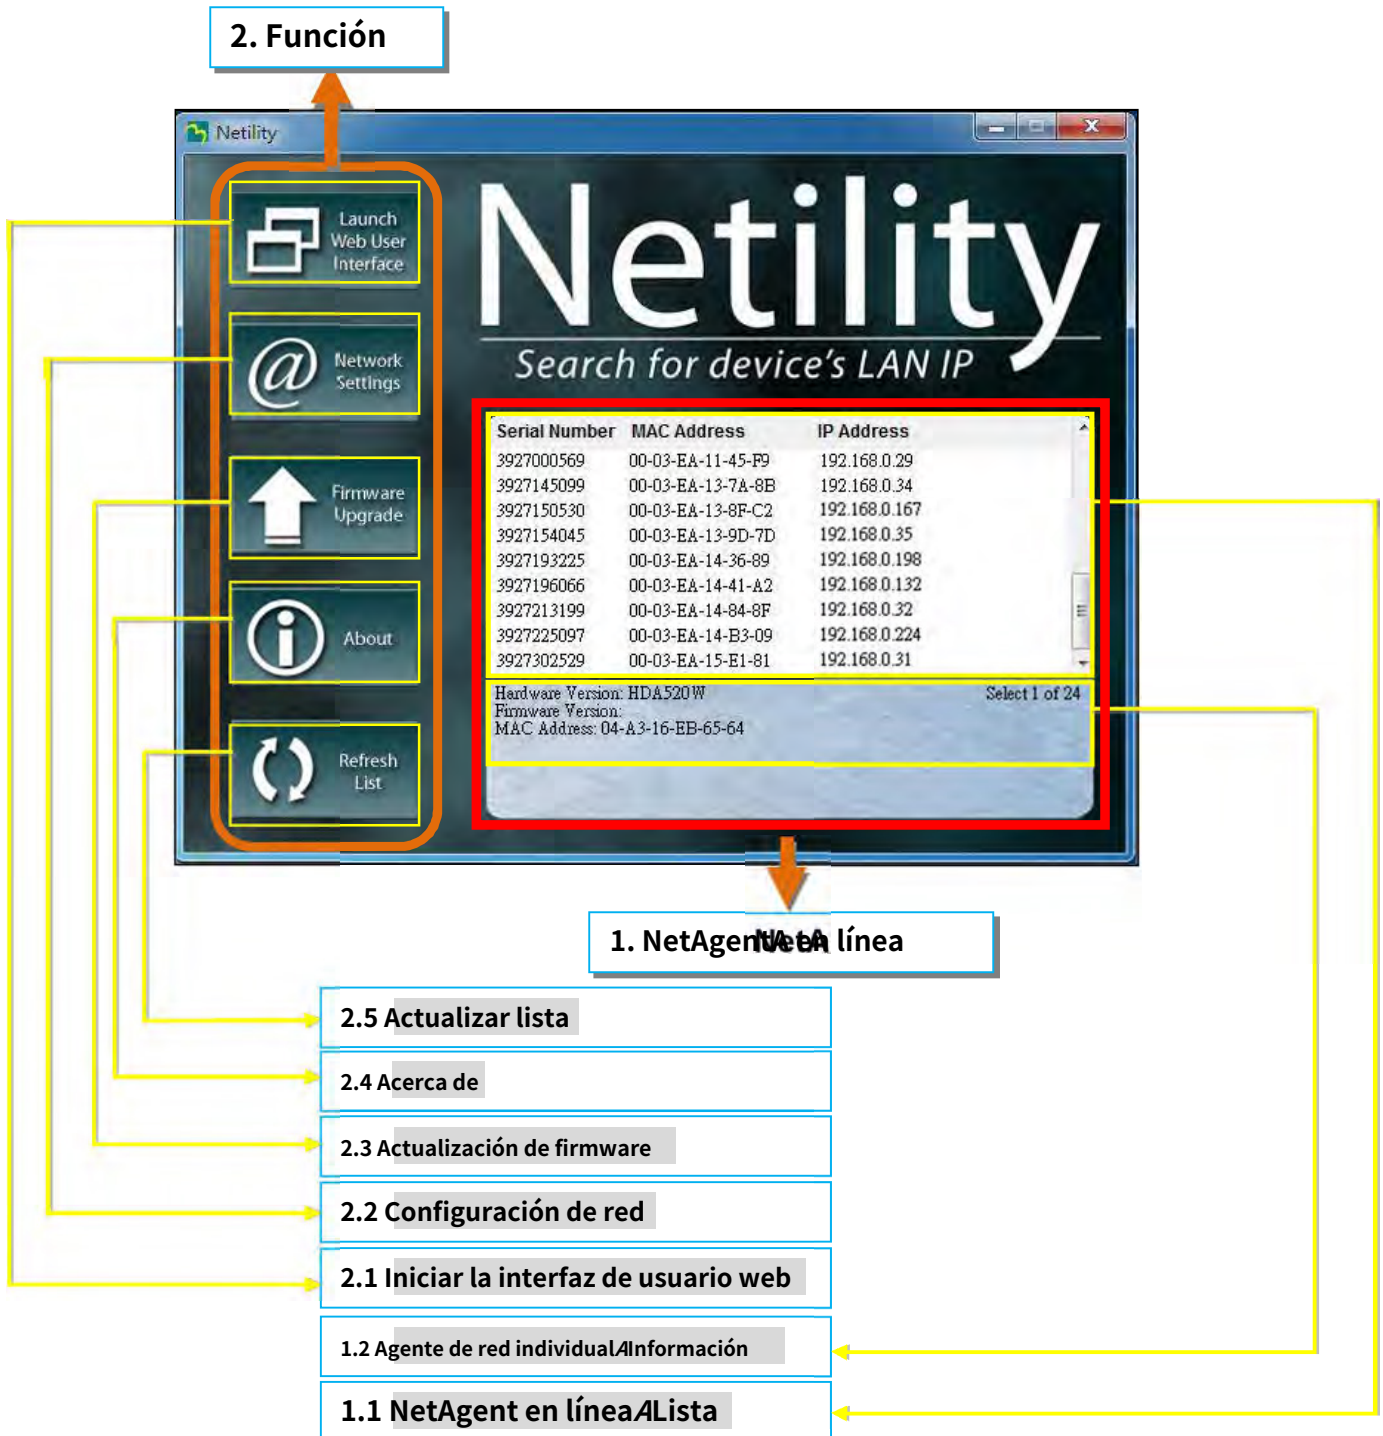 2. Función
Netility
Launch
Web User
Interface
Network
Settings
Firmware
Upgrade
About
Refresh
List
Netility
Search for device's LAN IP
Serial Number MAC Address IP Address
3927000569 00-03-EA-11-45-F9 192.168.0.29
3927145099 00-03-EA-13-7A-8B 192.168.0.34
3927150530 00-03-EA-13-8F-C2 192.168.0.167
3927154045 00-03-EA-13-9D-7D 192.168.0.35
3927193225 00-03-EA-14-36-89 192.168.0.198
3927196066 00-03-EA-14-41-A2 192.168.0.132
3927213199 00-03-EA-14-84-8F 192.168.0.32
3927225097 00-03-EA-14-B3-09 192.168.0.224
3927302529 00-03-EA-15-E1-81 192.168.0.31
Hardware Version: HDA520W Select 1 of 24
Firmware Version:
MAC Address: 04-A3-16-EB-65-64
1. NetAgent línea
2.5 Actualizar lista
2.4 Acerca de
2.3 Actualización de firmware
2.2 Configuración de red
2.1 Iniciar la interfaz de usuario web
1.2 Agente de red individualAInformación
1.1 NetAgent en líneaALista